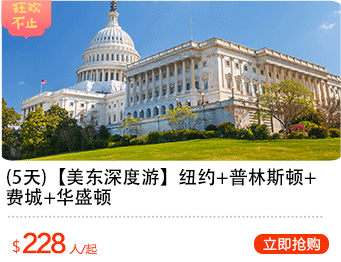 狂欢
不止
(5天)【美东深度游】纽约+普林斯顿+
费城+华盛顿
$228 人/起
立即抢购